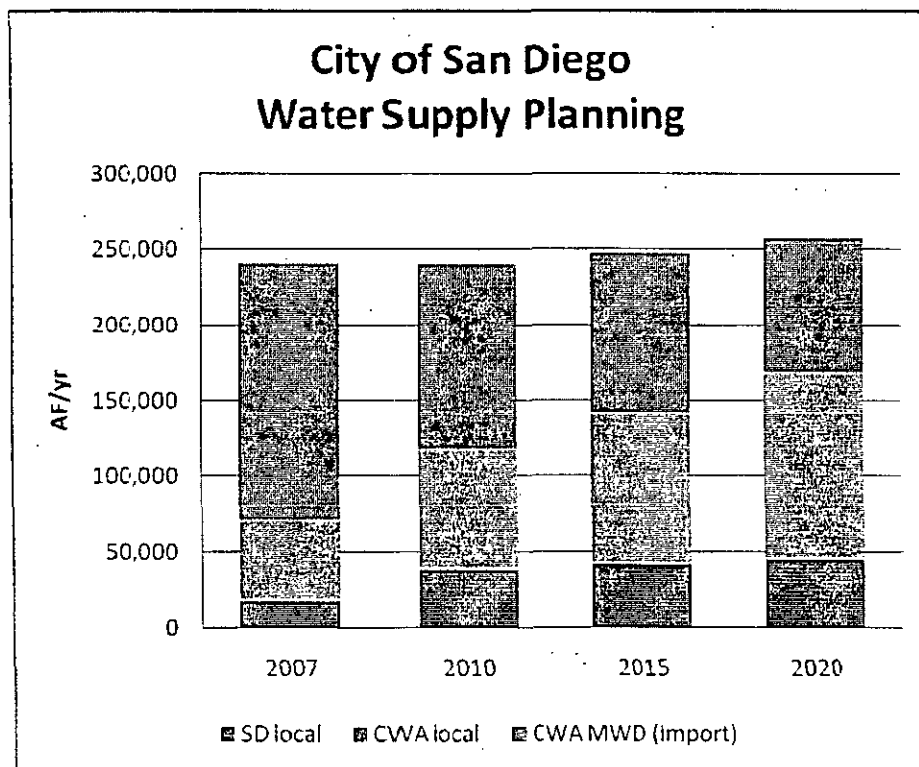 City of San Diego
Water Supply Planning
300,000
250,000
200,000
150,000
100,000
50,000
0
AF/yr
2007 2010 2015 2020
SD local CWA local CWA MWD (Import)